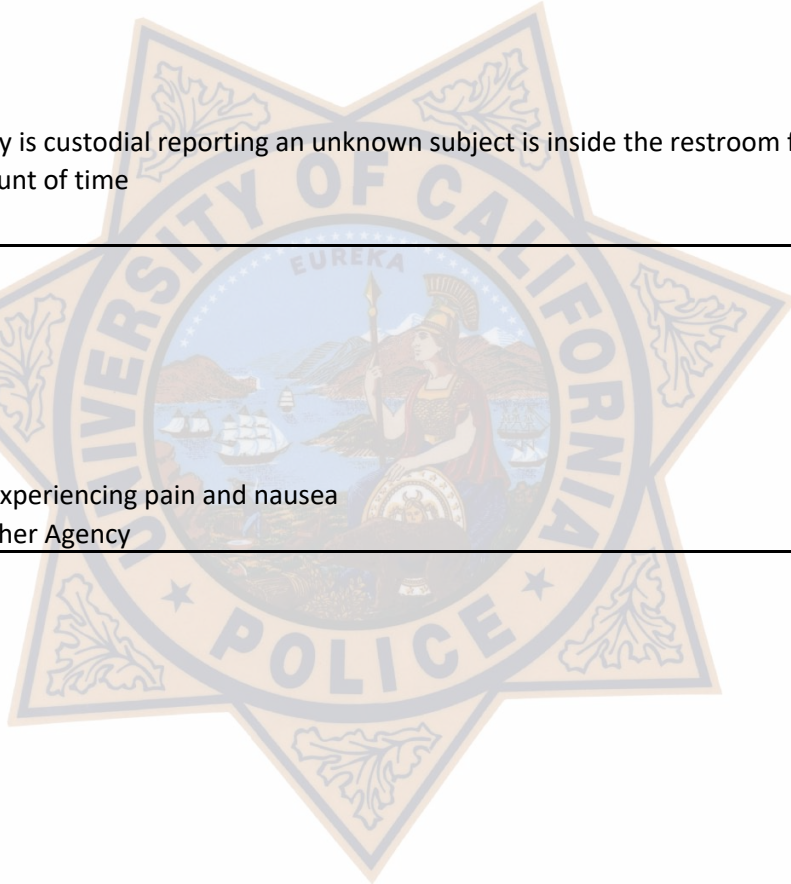 y is custodial reporting an unknown subject is inside the restroom
unt of time
EUREKA
UNIVERSITY OF CALIFORNIA
xperiencing pain and nausea
her Agency
POLICE